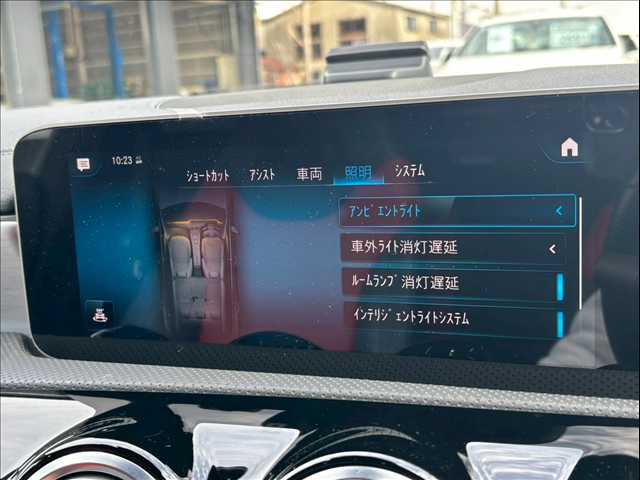 10:23
ｼｮｰﾄｶｯﾄ ｱｼｽﾄ 車両 照明 ｼｽﾃﾑ
ｱﾝﾋﾞｴﾝﾄﾗｲﾄ
車外ﾗｲﾄ消灯遅延
ﾙｰﾑﾗﾝﾌﾟ消灯遅延
ｲﾝﾃﾘｼﾞｪﾝﾄﾗｲﾄｼｽﾃﾑ